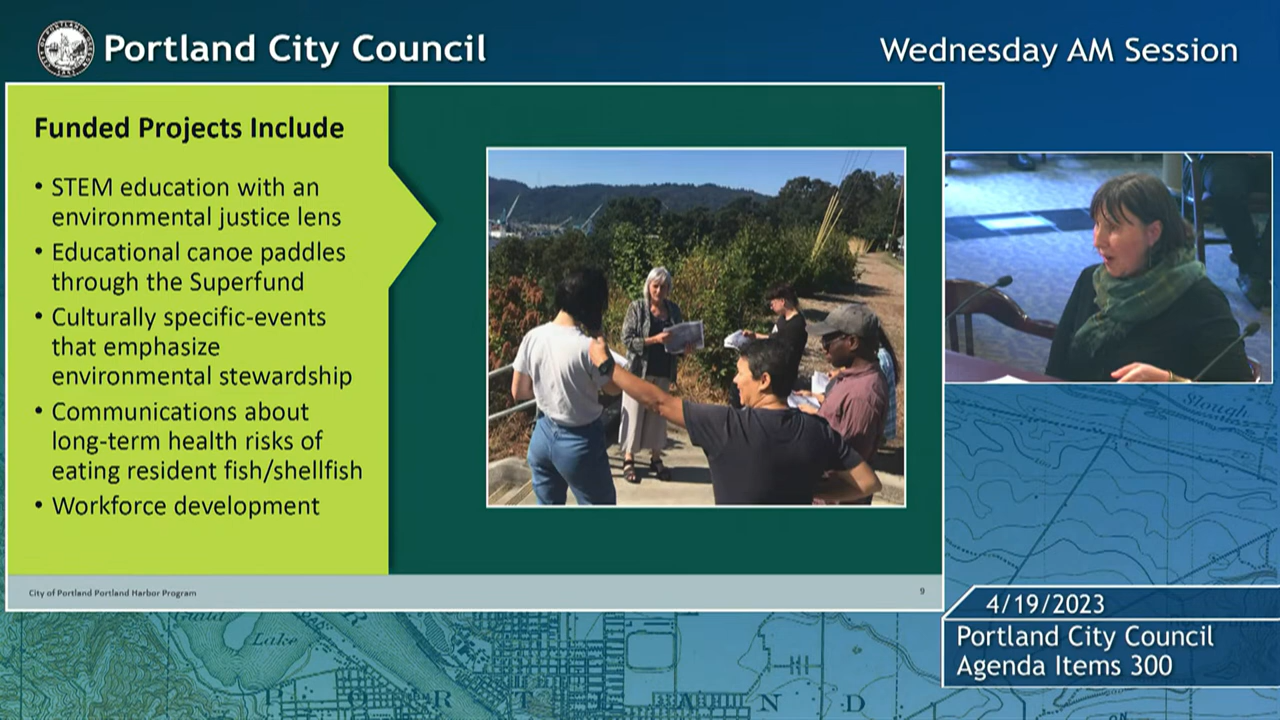 Portland City Council
Wednesday AM Session
Funded Projects Include
• STEM education with an
environmental justice lens
• Educational canoe paddles
through the Superfund
• Culturally specific-events
that emphasize
environmental stewardship
• Communications about
long-term health risks of
eating resident fish/shellfish
• Workforce development
City of Portland Portland Harbor Program
9
Slough
4/19/2023
Portland City Council
Agenda Items 300
Guild
Lake
R T L A N D